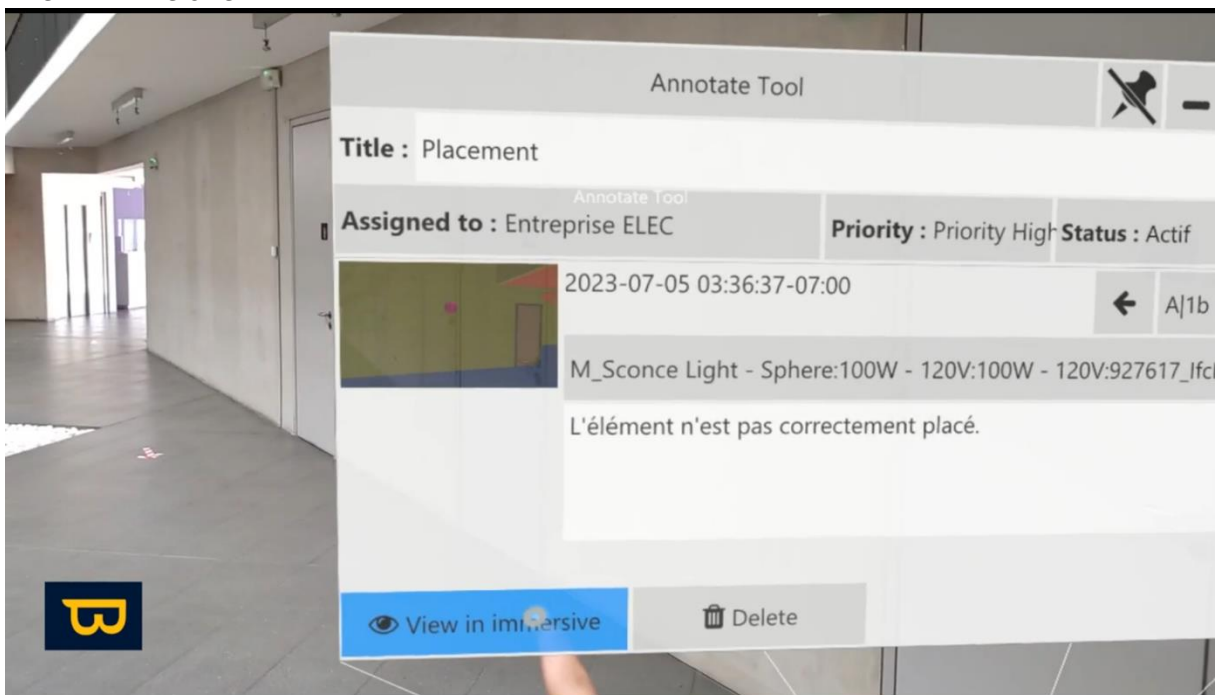 Annotate Tool
Title : Placement
Annotate Tool
Assigned to : Entreprise ELEC Priority : Priority High Status : Actif
2023-07-05 03:36:37-07:00
A|1b
M_Sconce Light - Sphere:100W - 120V:100W - 120V:927617_Ifc
L'élément n'est pas correctement placé.
View in immersive Delete